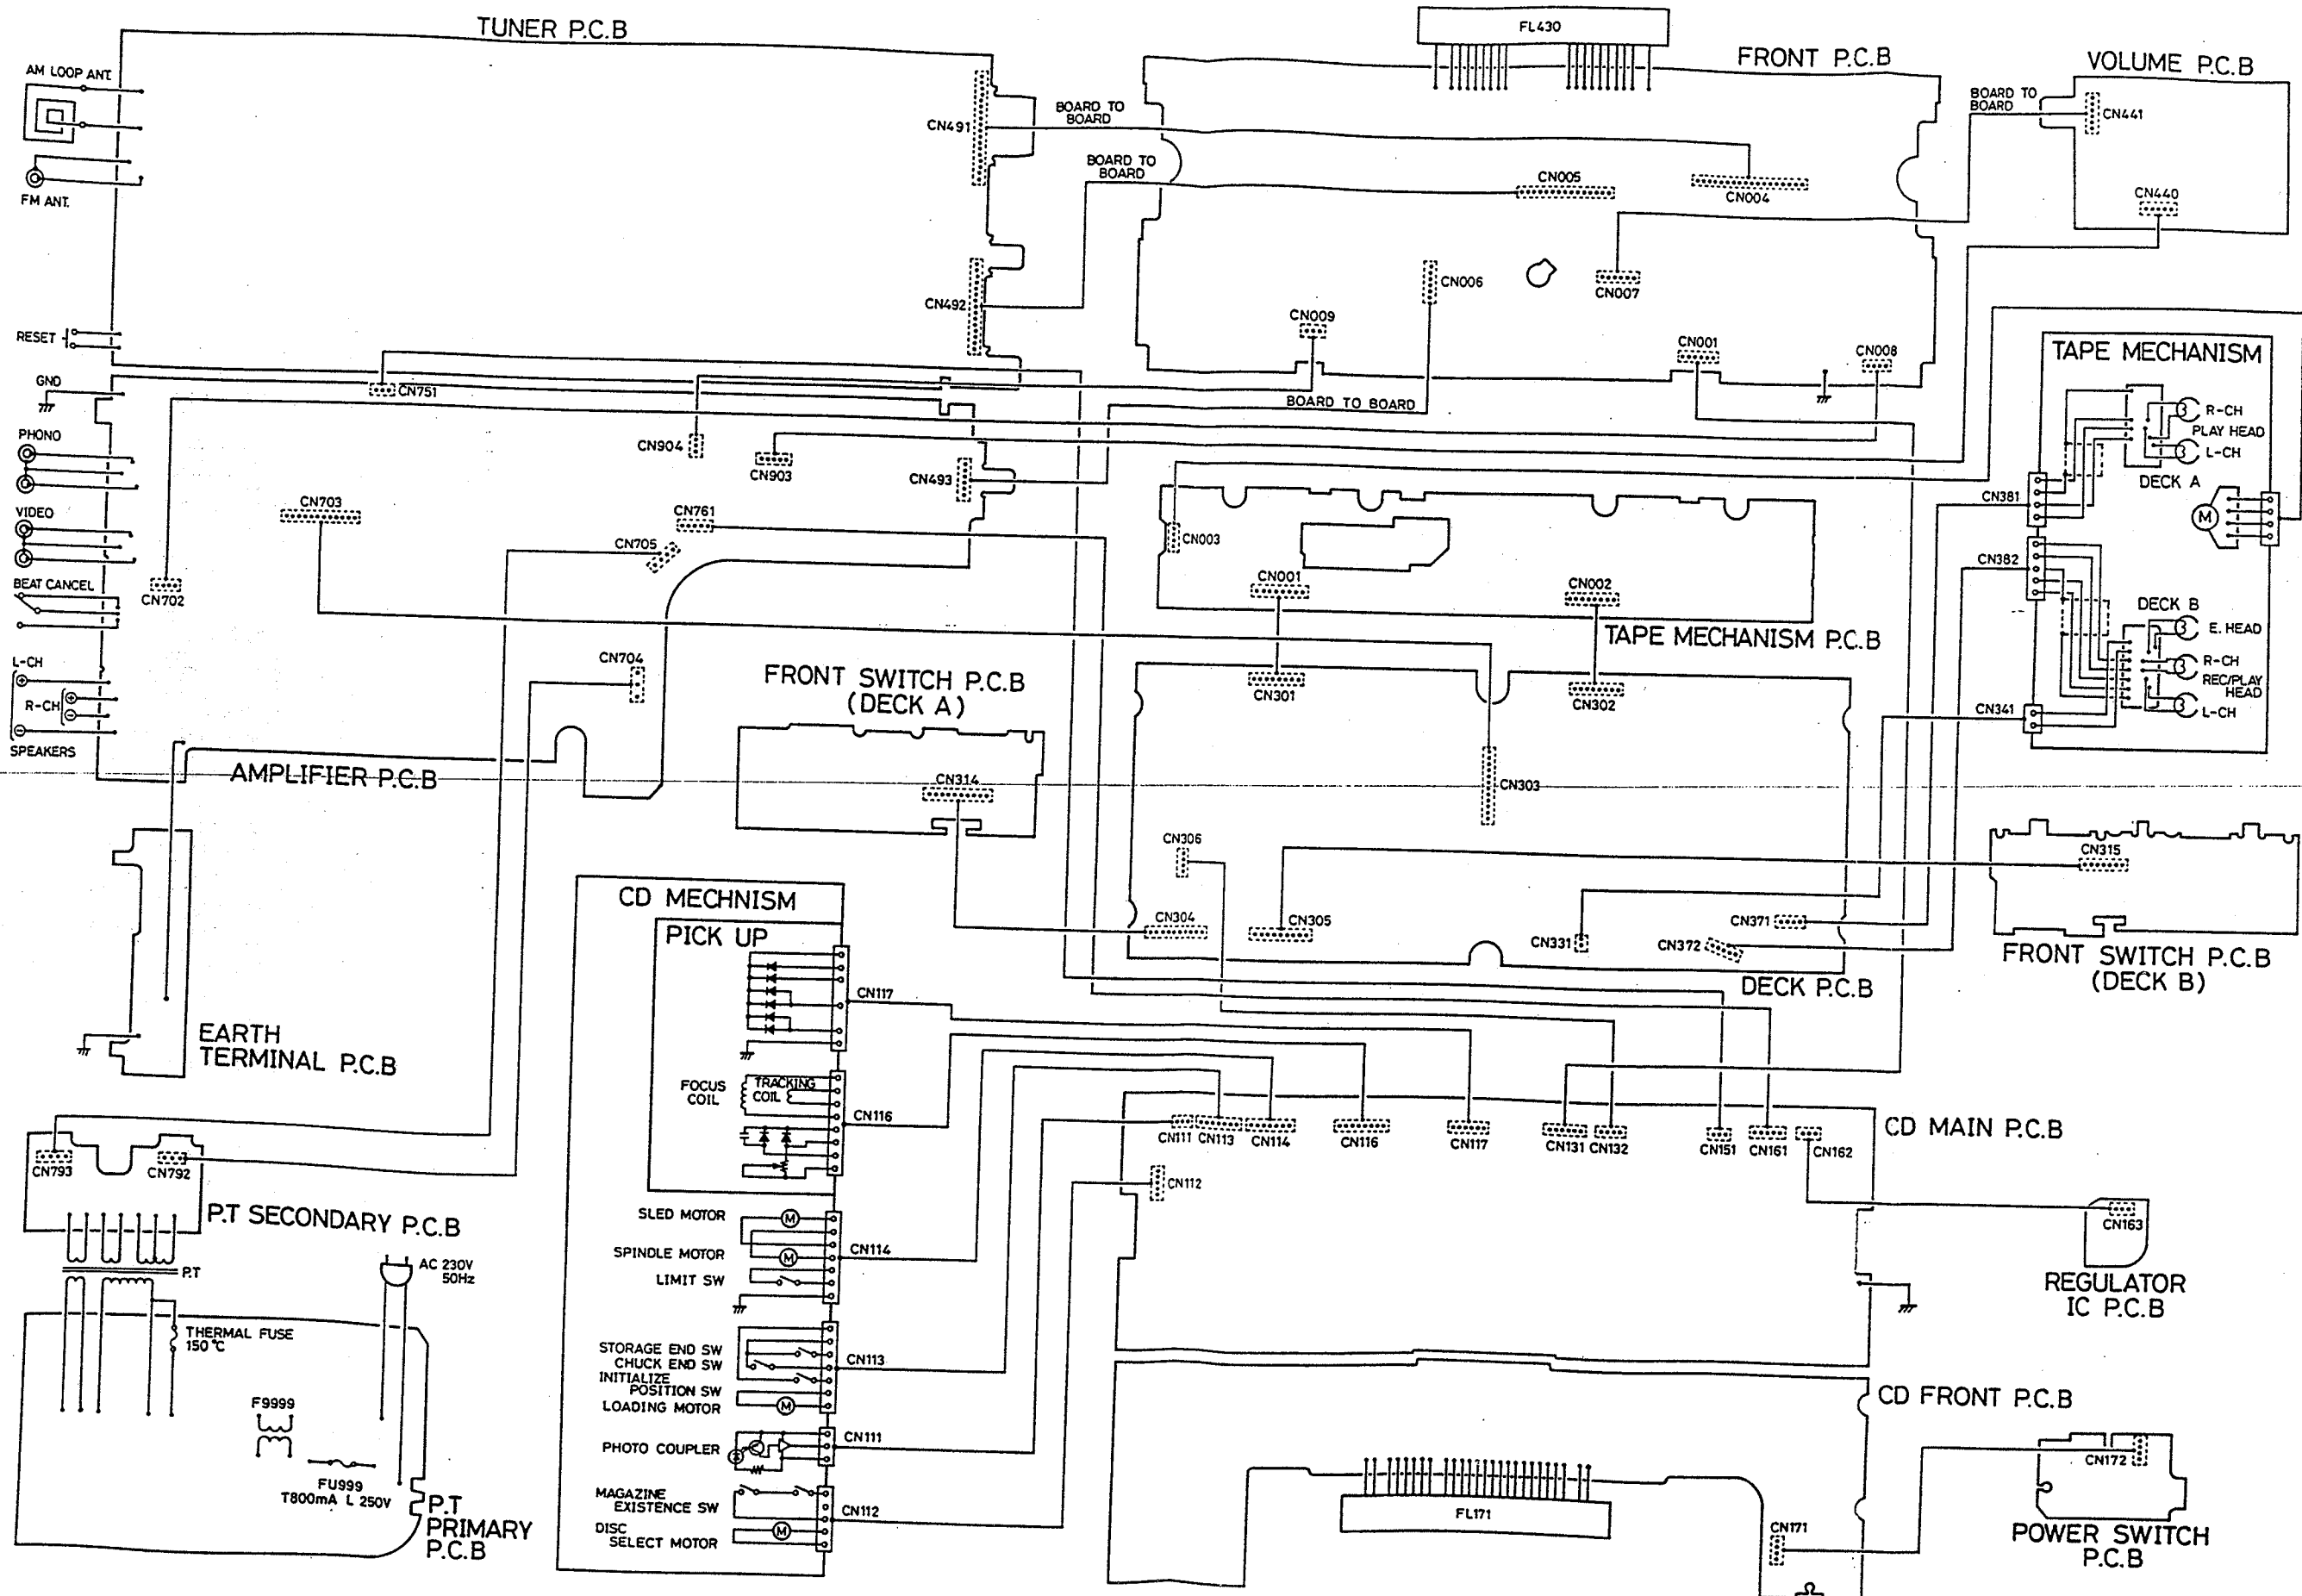 TUNER P.C.B
AM LOOP ANT.
FM ANT.
RESET
CN491
CN492
BOARD TO
BOARD
BOARD TO
BOARD
FL430
FRONT P.C.B
CN005
CN004
CN006
CN007
CN009
CN001
CN008
BOARD TO BOARD
VOLUME P.C.B
BOARD TO
BOARD
CN441
CN440
GND
PHONO
VIDEO
BEAT CANCEL
L-CH
R-CH
SPEAKERS
CN751
CN904
CN903
CN493
CN703
CN761
CN705
CN702
CN704
AMPLIFIER P.C.B
TAPE MECHANISM
R-CH
PLAY HEAD
L-CH
DECK A
M
CN381
CN382
DECK B
E. HEAD
R-CH
REC/PLAY
HEAD
L-CH
CN341
CN003
CN001
CN002
TAPE MECHANISM P.C.B
FRONT SWITCH P.C.B
(DECK A)
CN314
CN301
CN302
CN303
CN306
CN304
CN305
CN331
CN371
CN372
DECK P.C.B
CN315
FRONT SWITCH P.C.B
(DECK B)
EARTH
TERMINAL P.C.B
CN793
CN792
P.T SECONDARY P.C.B
P.T
AC 230V
50Hz
THERMAL FUSE
150°C
F9999
FU999
T800mA L 250V
P.T
PRIMARY
P.C.B
CD MECHNISM
PICK UP
CN117
FOCUS
COIL
TRACKING
COIL
CN116
SLED MOTOR
M
SPINDLE MOTOR
M
LIMIT SW
CN114
STORAGE END SW
CHUCK END SW
INITIALIZE
POSITION SW
LOADING MOTOR
M
CN113
PHOTO COUPLER
CN111
MAGAZINE
EXISTENCE SW
DISC
SELECT MOTOR
M
CN112
CN111
CN113
CN114
CN116
CN117
CN131
CN132
CN151
CN161
CN162
CD MAIN P.C.B
CN112
CN163
REGULATOR
IC P.C.B
CD FRONT P.C.B
FL171
CN171
CN172
POWER SWITCH
P.C.B